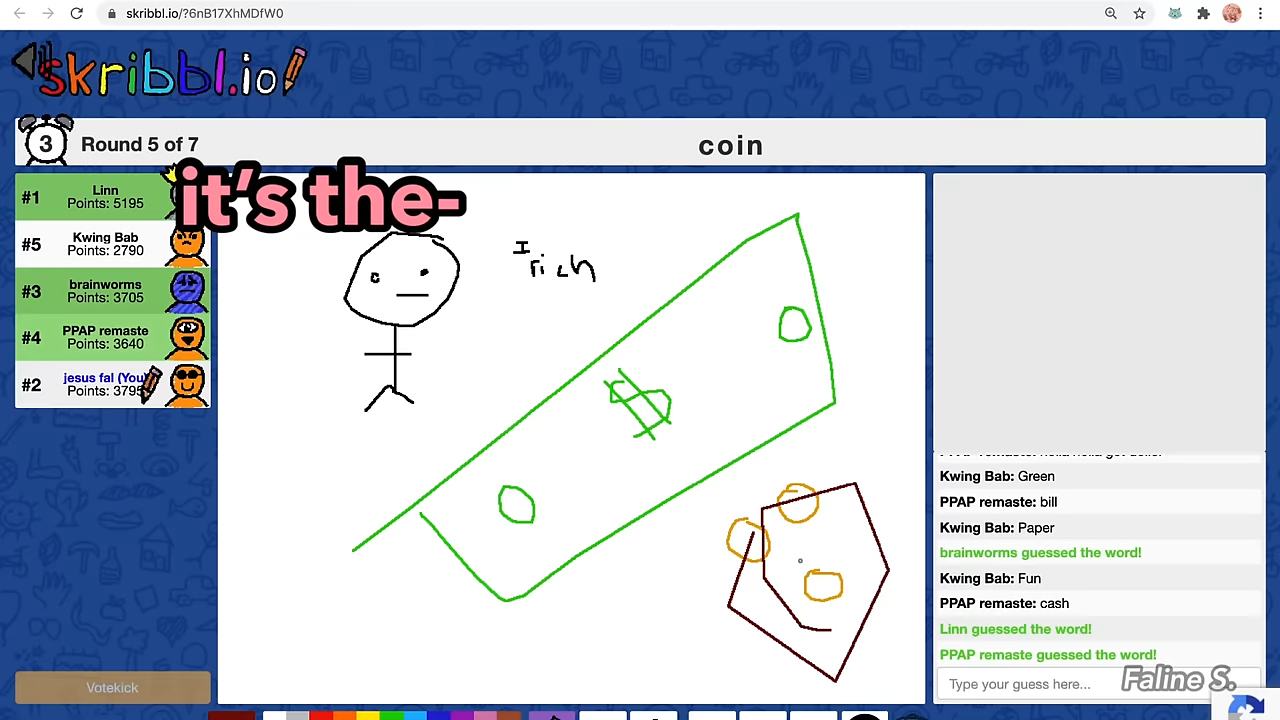 skribbl.io/?6nB17XhMDfW0
skribbl.io
3
Round 5 of 7
coin
it's the-
#1
Linn
Points: 5195
#5
Kwing Bab
Points: 2790
#3
brainworms
Points: 3705
#4
PPAP remaste
Points: 3640
#2
jesus fal (You)
Points: 3795
I
rich
$
Kwing Bab: Green
PPAP remaste: bill
Kwing Bab: Paper
brainworms guessed the word!
Kwing Bab: Fun
PPAP remaste: cash
Linn guessed the word!
PPAP remaste guessed the word!
Type your guess here...
Faline S.
Votekick